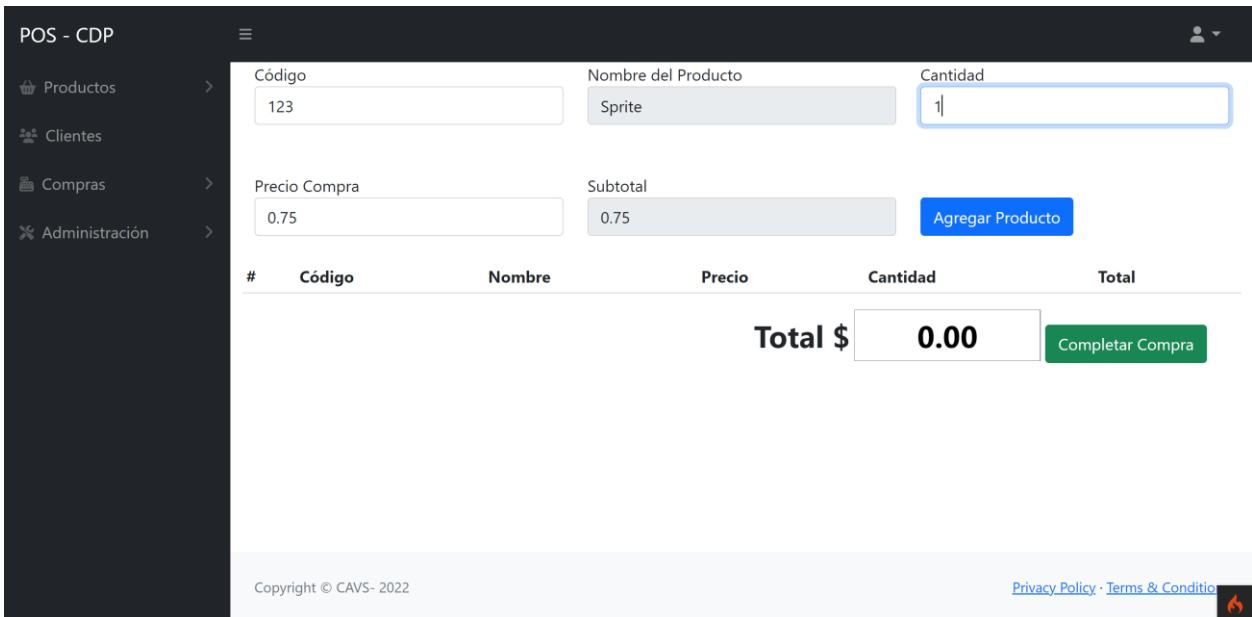 POS - CDP
Productos
Clientes
Compras
Administración
Código
Nombre del Producto
Cantidad
123
Sprite
1
Precio Compra
Subtotal
0.75
0.75
Agregar Producto
# Código Nombre Precio Cantidad Total
Total $ 0.00 Completar Compra
Copyright © CAVS- 2022
Privacy Policy · Terms & Conditio